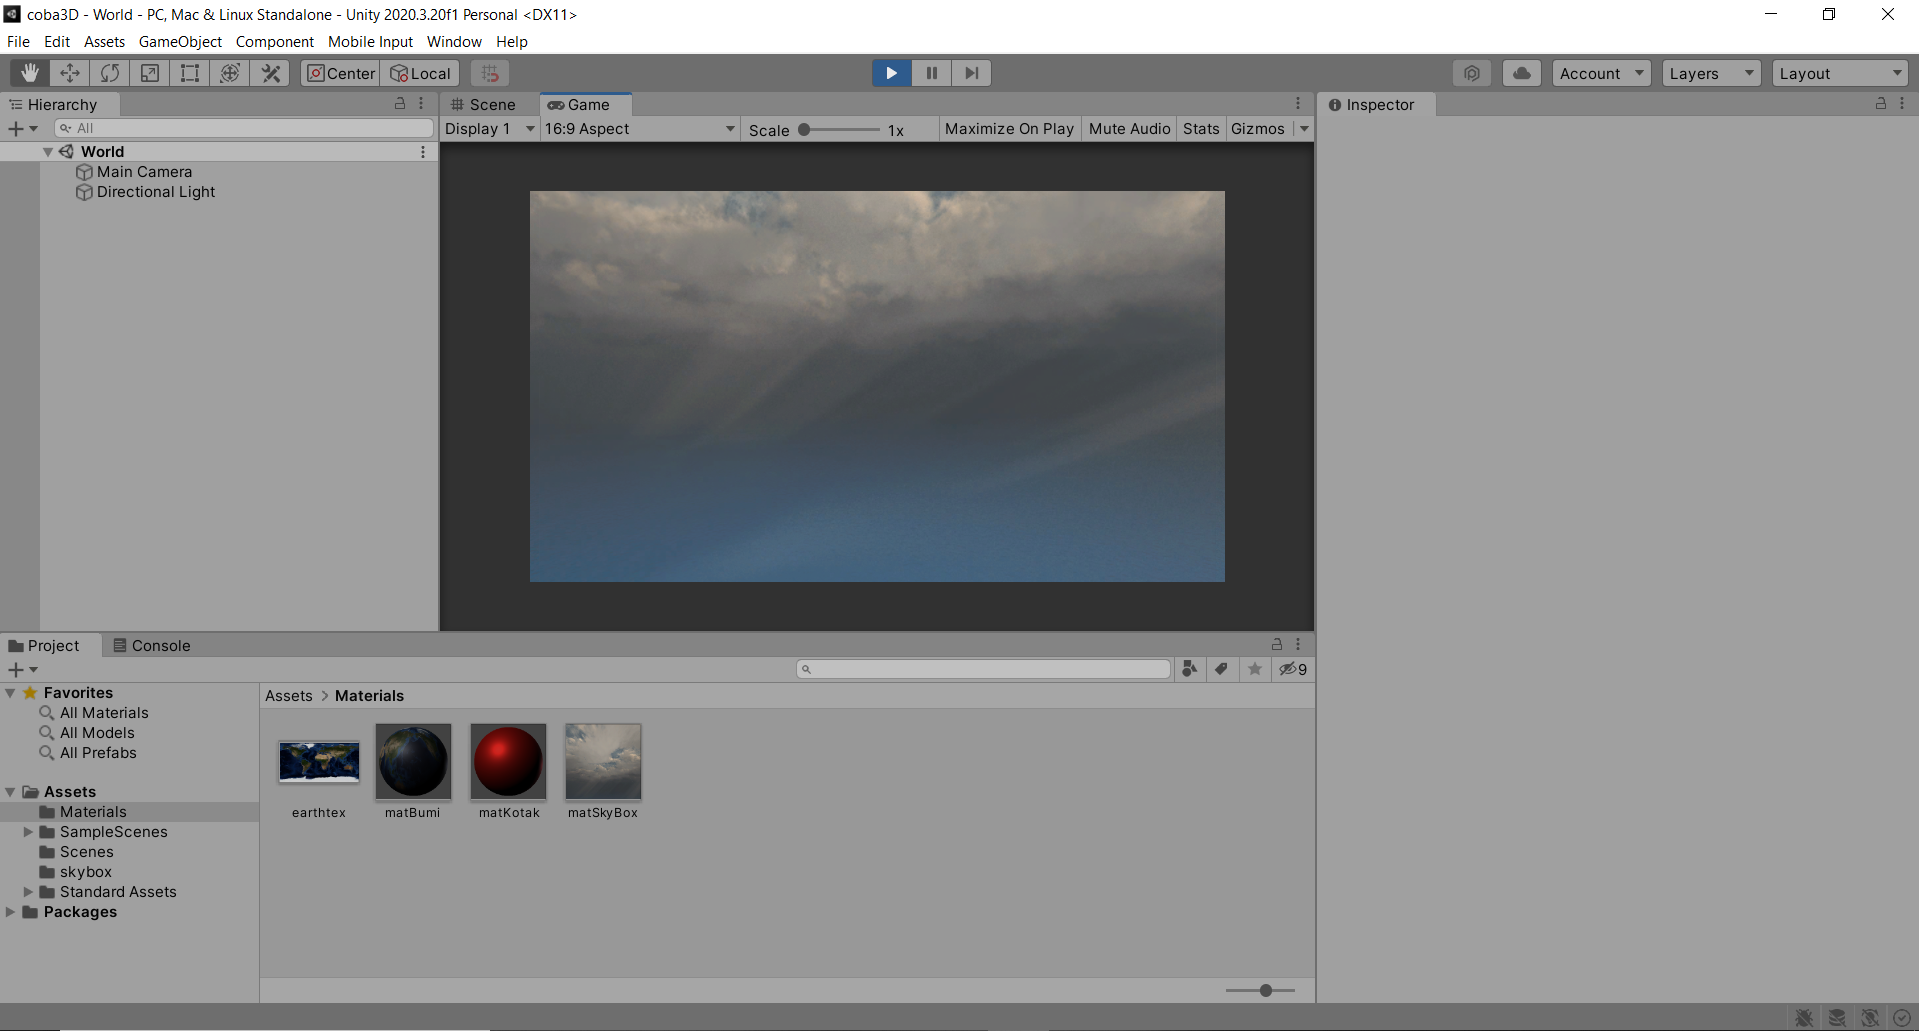 coba3D - World - PC, Mac & Linux Standalone - Unity 2020.3.20f1 Personal <DX11>
File Edit Assets GameObject Component Mobile Input Window Help
Center Local Account Layers Layout
Hierarchy
All
World
Main Camera
Directional Light
Scene Game
Display 1 16:9 Aspect Scale 1x Maximize On Play Mute Audio Stats Gizmos
Inspector
Project Console
9
Favorites
All Materials
All Models
All Prefabs
Assets
Materials
SampleScenes
Scenes
skybox
Standard Assets
Packages
Assets > Materials
earthtex matBumi matKotak matSkyBox